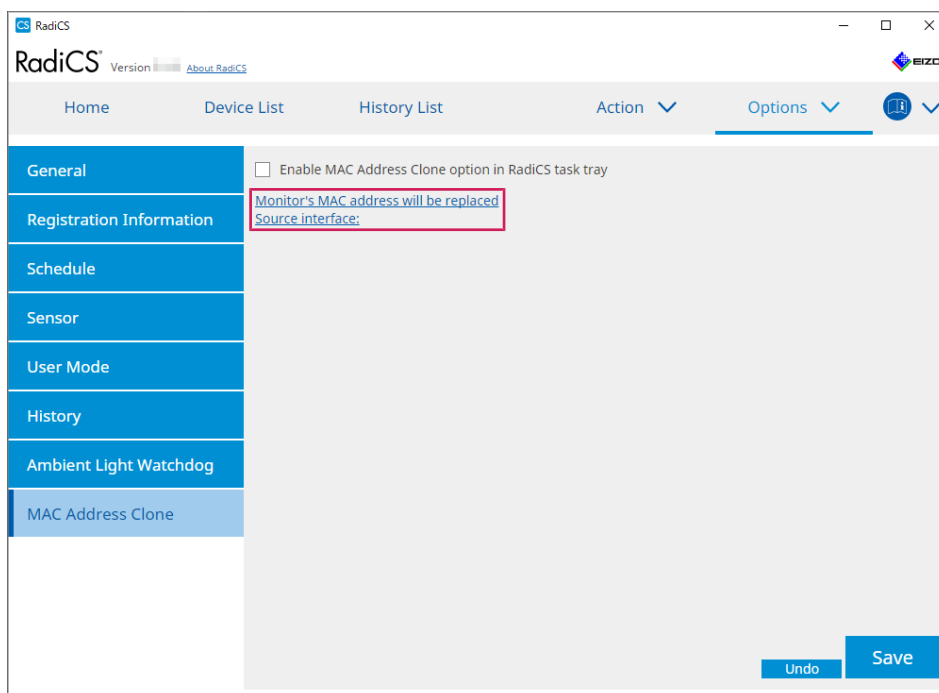 CS RadiCS
RadiCS® Version About RadiCS
EIZO
Home Device List History List Action Options
General
Registration Information
Schedule
Sensor
User Mode
History
Ambient Light Watchdog
MAC Address Clone
Enable MAC Address Clone option in RadiCS task tray
Monitor's MAC address will be replaced
Source interface:
Undo Save